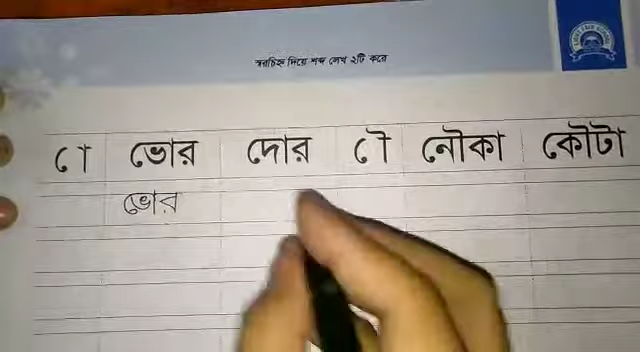 স্বরচিহ্ন দিয়ে শব্দ লেখ ২টি করে
ো ভোর দোর ৌ নৌকা কৌটা
ভোর